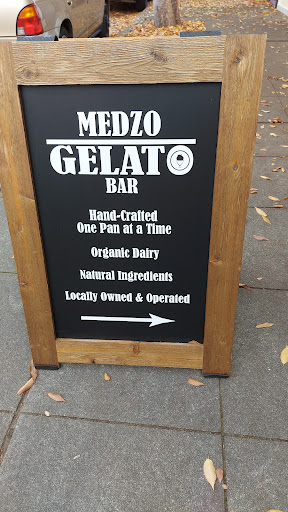 MEDZO
GELATO
BAR
Hand-Crafted
One Pan at a Time
Organic Dairy
Natural Ingredients
Locally Owned & Operated